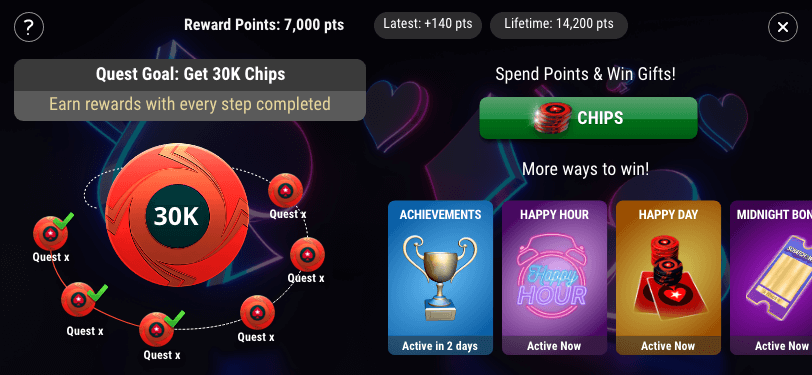 ?
Reward Points: 7,000 pts
Latest: +140 pts
Lifetime: 14,200 pts
Quest Goal: Get 30K Chips
Earn rewards with every step completed
30K
Quest x
Quest x
Quest x
Quest x
Quest x
Quest x
Spend Points & Win Gifts!
CHIPS
More ways to win!
ACHIEVEMENTS
Active in 2 days
HAPPY HOUR
Happy
HOUR
Active Now
HAPPY DAY
Active Now
MIDNIGHT BON
Active Now